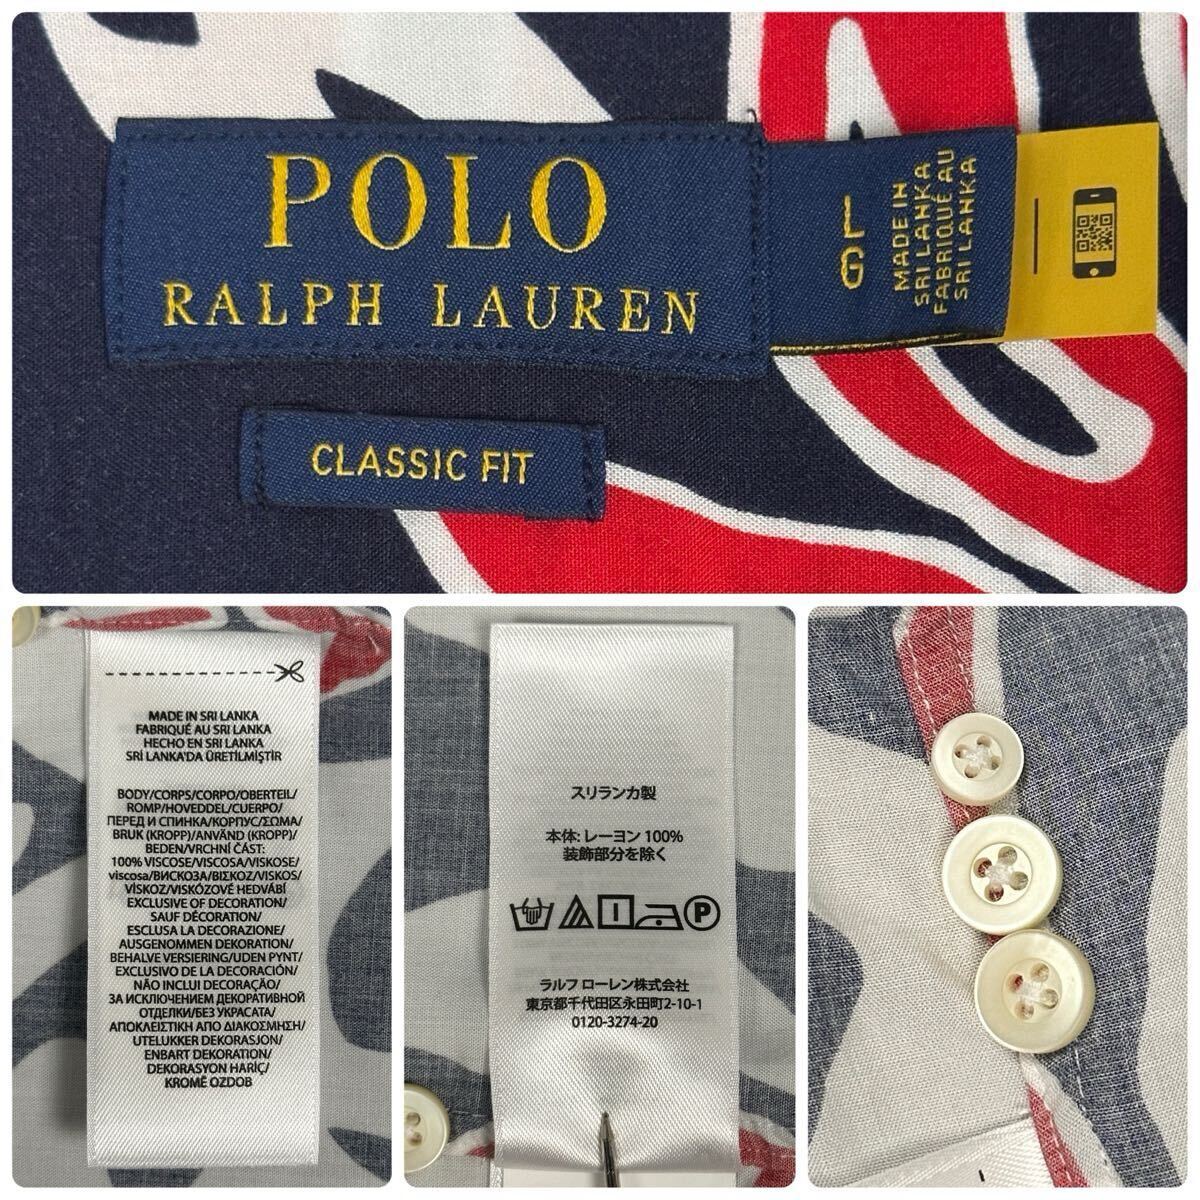 POLO
RALPH LAUREN
L
G
MADE IN
SRI LANKA
FABRIQUÉ AU
SRI LANKA
CLASSIC FIT
MADE IN SRI LANKA
FABRIQUÉ AU SRI LANKA
HECHO EN SRI LANKA
SRİ LANKA'DA ÜRETİLMİŞTİR
BODY/CORPS/CORPO/OBERTEIL/
ROMP/HOVEDDEL/CUERPO/
ПЕРЕД И СПИНКА/КОРПУС/ΣΩΜΑ/
BRUK (KROPP)/ANVÄND (KROPP)/
BEDEN/VRCHNÍ ČÁST:
100% VISCOSE/VISCOSA/VISKOSE/
viscosa/ВИСКОЗА/ΒΙΣΚΟΖ/VISKOS/
VİSKOZ/VISKÓZOVÉ HEDVÁBÍ
EXCLUSIVE OF DECORATION/
SAUF DÉCORATION/
ESCLUSA LA DECORAZIONE/
AUSGENOMMEN DEKORATION/
BEHALVE VERSIERING/UDEN PYNT/
EXCLUSIVO DE LA DECORACIÓN/
NÃO INCLUI DECORAÇÃO/
ЗА ИСКЛЮЧЕНИЕМ ДЕКОРАТИВНОЙ
ОТДЕЛКИ/БЕЗ УКРАСАТА/
ΑΠΟΚΛΕΙΣΤΙΚΗ ΑΠΟ ΔΙΑΚΟΣΜΗΣΗ/
UTELUKKER DEKORASJON/
ENBART DEKORATION/
DEKORASYON HARİÇ/
KROMĚ OZDOB
スリランカ製
本体: レーヨン 100%
装飾部分を除く
P
ラルフ ローレン株式会社
東京都千代田区永田町2-10-1
0120-3274-20